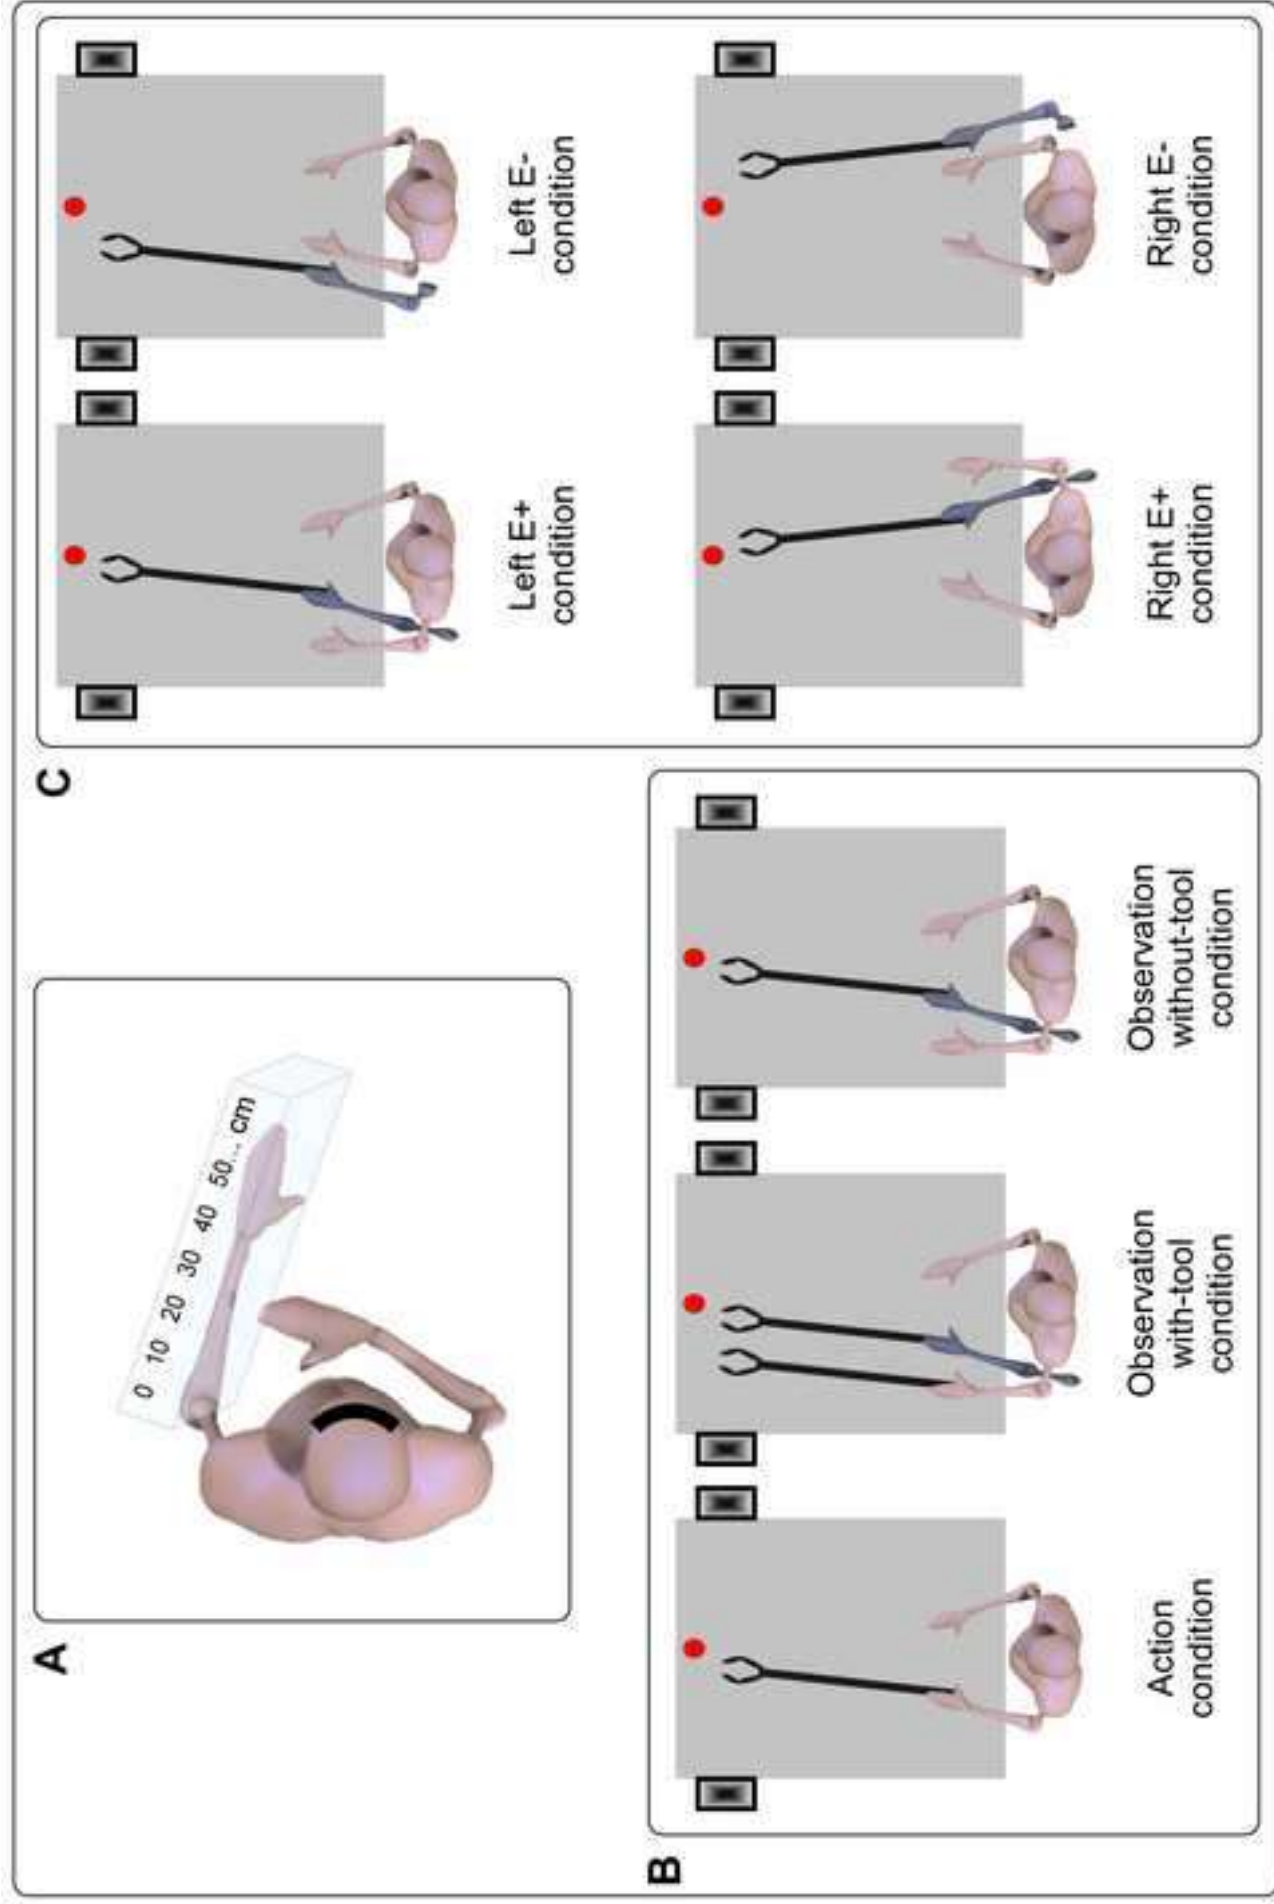 A
0 10 20 30 40 50... cm
B
Action
condition
Observation
with-tool
condition
Observation
without-tool
condition
C
Left E+
condition
Left E-
condition
Right E+
condition
Right E-
condition